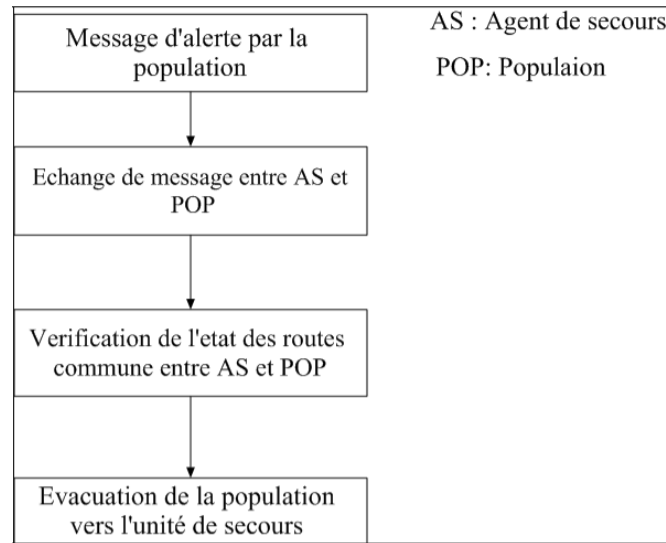 Message d'alerte par la
population
AS : Agent de secours
POP: Populaion
Echange de message entre AS et
POP
Verification de l'etat des routes
commune entre AS et POP
Evacuation de la population
vers l'unité de secours